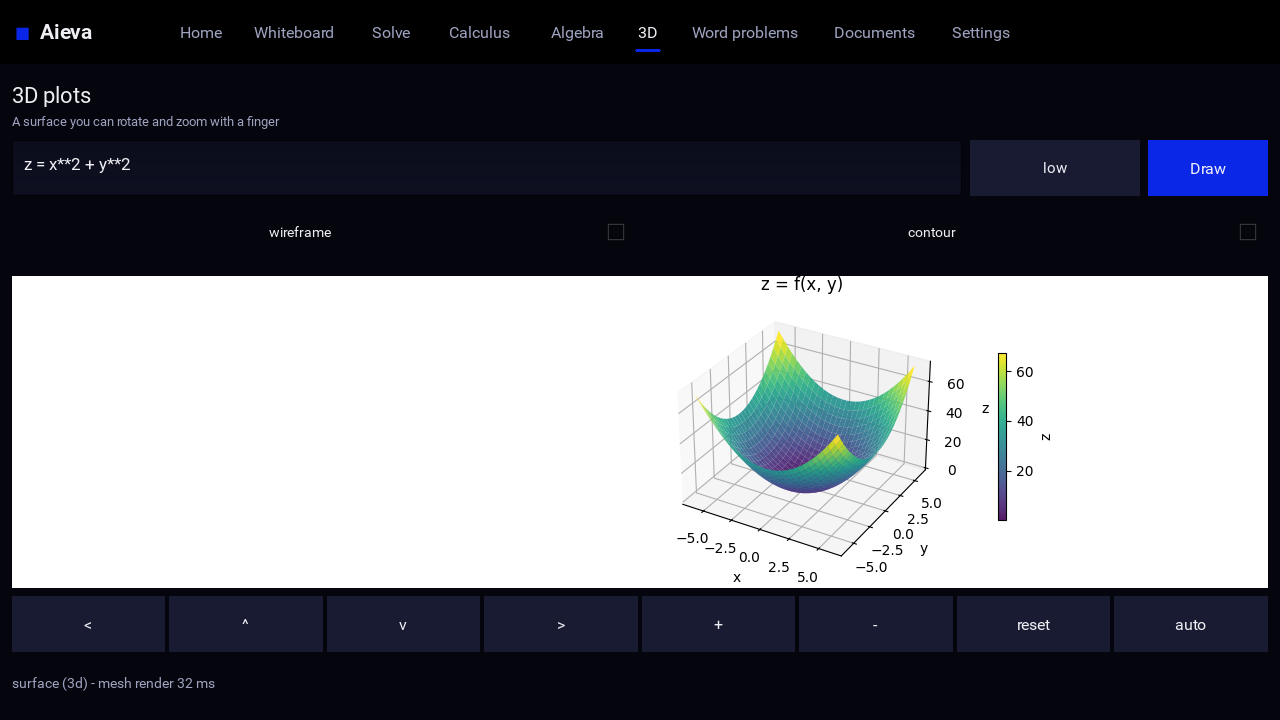 Aieva Home Whiteboard Solve Calculus Algebra 3D Word problems Documents Settings
3D plots
A surface you can rotate and zoom with a finger
z = x**2 + y**2 low Draw
wireframe contour
z = f(x, y)
60
40
20
0
z
60
40
20
z
5.0
2.5
0.0
−2.5
−5.0
y
−5.0
−2.5
0.0
2.5
5.0
x
< ^ v > + - reset auto
surface (3d) - mesh render 32 ms